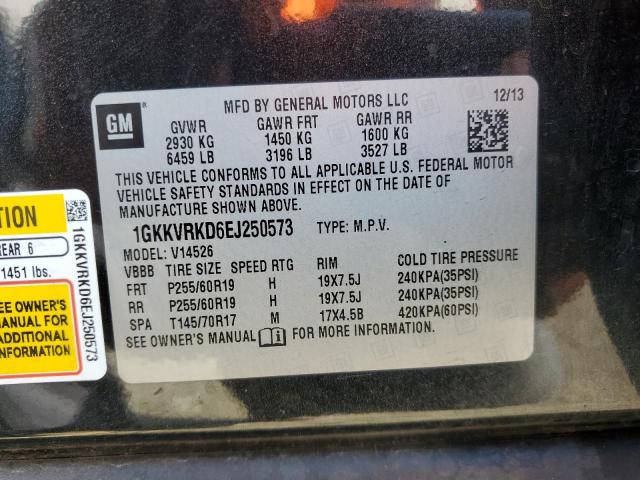 GM
MFD BY GENERAL MOTORS LLC
12/13
GVWR GAWR FRT GAWR RR
2930 KG 1450 KG 1600 KG
6459 LB 3196 LB 3527 LB
THIS VEHICLE CONFORMS TO ALL APPLICABLE U.S. FEDERAL MOTOR
VEHICLE SAFETY STANDARDS IN EFFECT ON THE DATE OF
MANUFACTURE SHOWN ABOVE.
1GKKVRKD6EJ250573 TYPE: M.P.V.
MODEL: V14526
VBBB TIRE SIZE SPEED RTG RIM COLD TIRE PRESSURE
FRT P255/60R19 H 19X7.5J 240KPA(35PSI)
RR P255/60R19 H 19X7.5J 240KPA(35PSI)
SPA T145/70R17 M 17X4.5B 420KPA(60PSI)
SEE OWNER'S MANUAL FOR MORE INFORMATION.
REAR 6
1451 lbs.
SEE OWNER'S
MANUAL FOR
ADDITIONAL
INFORMATION
1GKKVRKD6EJ250573